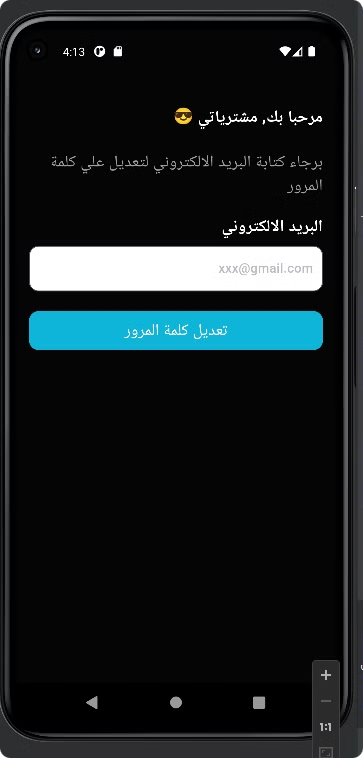 4:13
مرحبا بك, مشترياتي 😎
برجاء كتابة البريد الالكتروني لتعديل علي كلمة
المرور
البريد الالكتروني
xxx@gmail.com
تعديل كلمة المرور
1:1